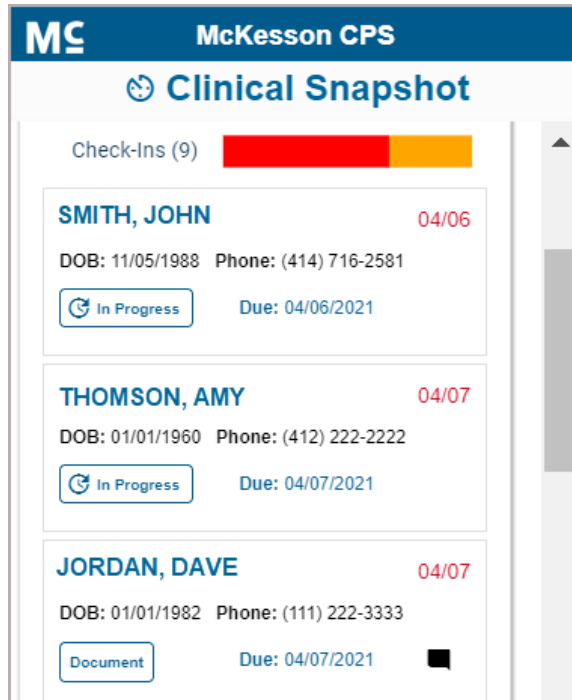 Mc McKesson CPS
Clinical Snapshot
Check-Ins (9)
SMITH, JOHN 04/06
DOB: 11/05/1988 Phone: (414) 716-2581
In Progress Due: 04/06/2021
THOMSON, AMY 04/07
DOB: 01/01/1960 Phone: (412) 222-2222
In Progress Due: 04/07/2021
JORDAN, DAVE 04/07
DOB: 01/01/1982 Phone: (111) 222-3333
Document Due: 04/07/2021